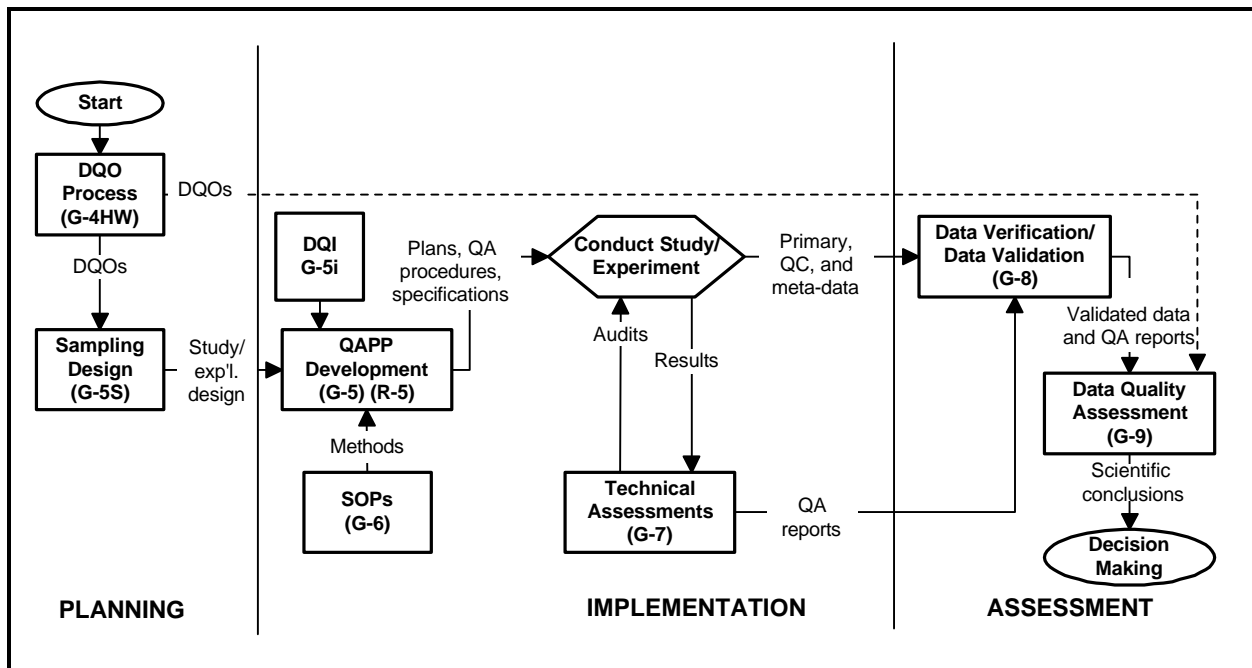 Start
DQO
Process
(G-4HW)
DQOs
DQOs
Sampling
Design
(G-5S)
Study/
exp'l.
design
DQI
G-5i
QAPP
Development
(G-5) (R-5)
Methods
SOPs
(G-6)
Plans, QA
procedures,
specifications
Conduct Study/
Experiment
Audits
Results
Technical
Assessments
(G-7)
Primary,
QC, and
meta-data
QA
reports
Data Verification/
Data Validation
(G-8)
Validated data
and QA reports
Data Quality
Assessment
(G-9)
Scientific
conclusions
Decision
Making
PLANNING
IMPLEMENTATION
ASSESSMENT